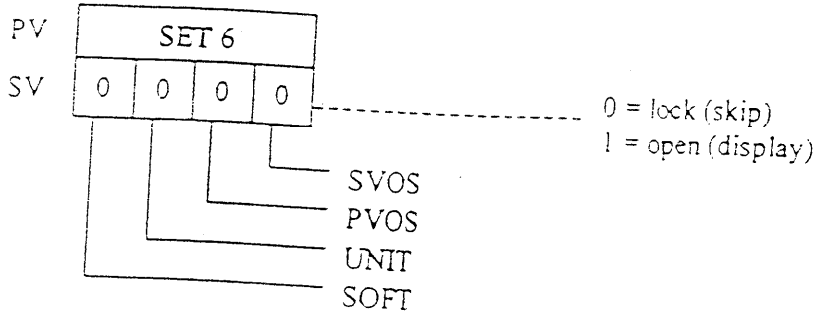 PV SET 6
SV 0 0 0 0
0 = lock (skip)
1 = open (display)
SVOS
PVOS
UNIT
SOFT